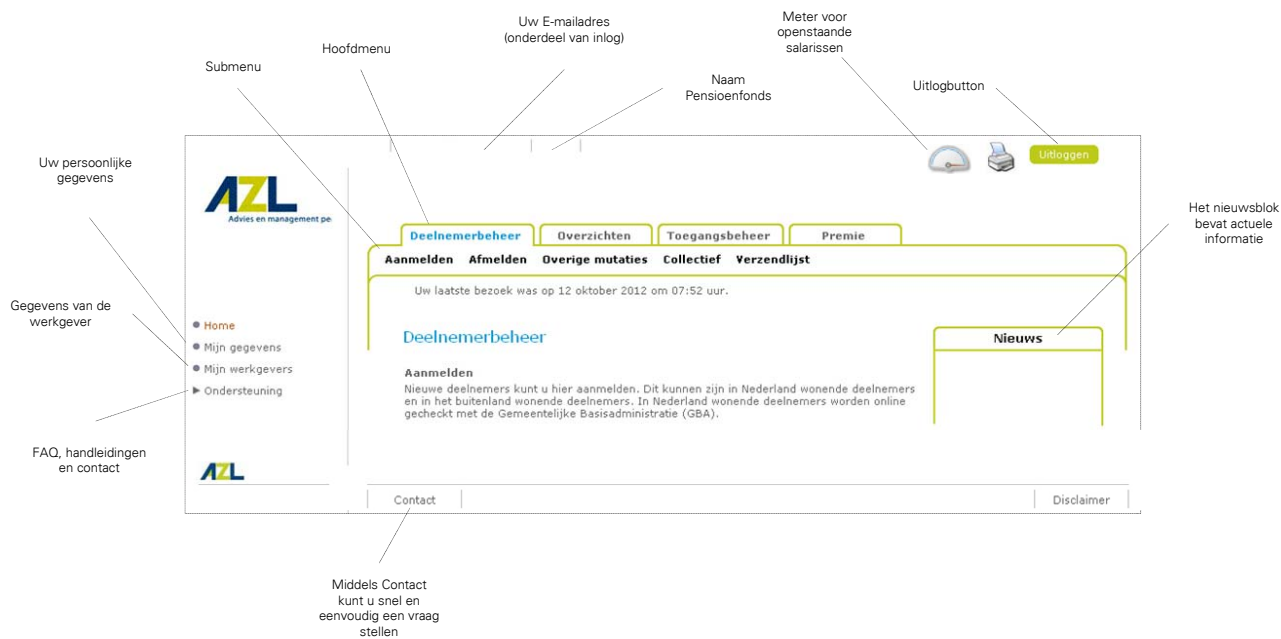 Uw E-mailadres
(onderdeel van inlog)
Meter voor
openstaande
salarissen
Hoofdmenu
Submenu
Naam
Pensioenfonds
Uitlogbutton
Uw persoonlijke
gegevens
Uitloggen
AZL
Advies en management pe
Het nieuwsblok
bevat actuele
informatie
Deelnemerbeheer Overzichten Toegangsbeheer Premie
Aanmelden Afmelden Overige mutaties Collectief Verzendlijst
Uw laatste bezoek was op 12 oktober 2012 om 07:52 uur.
Gegevens van de
werkgever
Home
Mijn gegevens
Mijn werkgevers
Ondersteuning
Deelnemerbeheer
Nieuws
Aanmelden
Nieuwe deelnemers kunt u hier aanmelden. Dit kunnen zijn in Nederland wonende deelnemers
en in het buitenland wonende deelnemers. In Nederland wonende deelnemers worden online
gecheckt met de Gemeentelijke Basisadministratie (GBA).
FAQ, handleidingen
en contact
AZL
Contact
Disclaimer
Middels Contact
kunt u snel en
eenvoudig een vraag
stellen